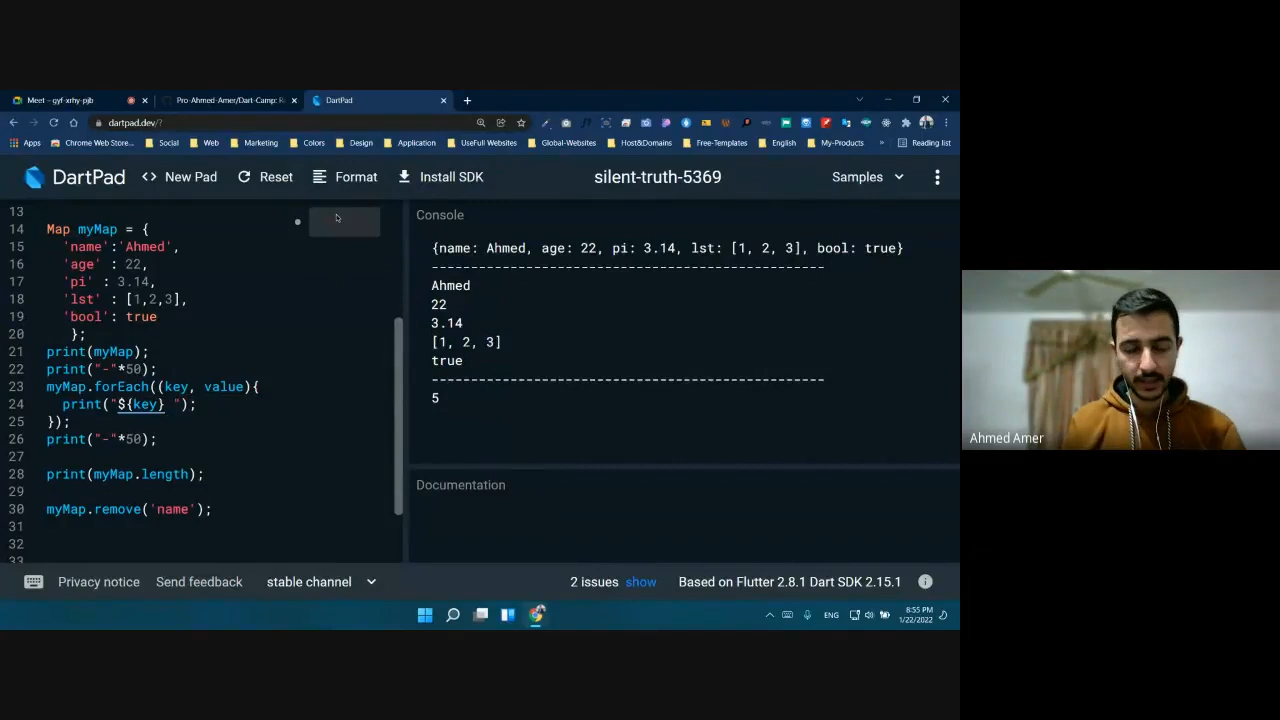 Meet – gyf-xrhy-pjb
Pro-Ahmed-Amer/Dart-Camp: R
DartPad
dartpad.dev/?
Apps
Chrome Web Store...
Social
Web
Marketing
Colors
Design
Application
UseFull Websites
Global-Websites
Host&Domains
Free-Templates
English
My-Products
»
Reading list
DartPad
<> New Pad
Reset
Format
Install SDK
silent-truth-5369
Samples
13
14 Map myMap = {
15 'name':'Ahmed',
16 'age' : 22,
17 'pi' : 3.14,
18 'lst' : [1,2,3],
19 'bool': true
20 };
21 print(myMap);
22 print("-"*50);
23 myMap.forEach((key, value){
24 print("${key} ");
25 });
26 print("-"*50);
27
28 print(myMap.length);
29
30 myMap.remove('name');
31
32
33
Console
{name: Ahmed, age: 22, pi: 3.14, lst: [1, 2, 3], bool: true}
--------------------------------------------------
Ahmed
22
3.14
[1, 2, 3]
true
--------------------------------------------------
5
Documentation
Privacy notice
Send feedback
stable channel
2 issues show
Based on Flutter 2.8.1 Dart SDK 2.15.1
ENG
8:55 PM
1/22/2022
Ahmed Amer